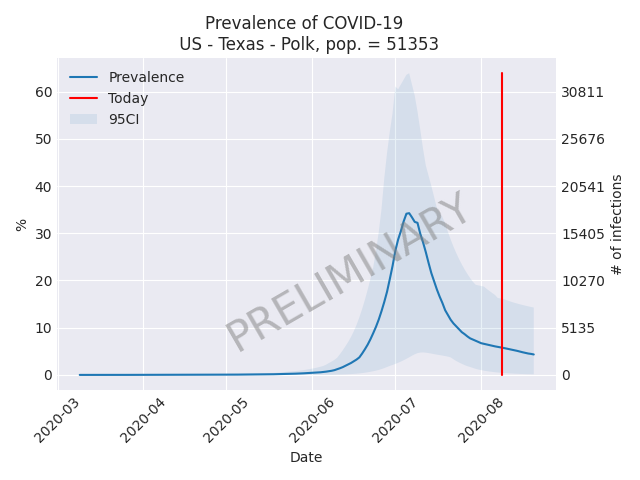 Prevalence of COVID-19
US - Texas - Polk, pop. = 51353
Prevalence
Today
95CI
60
50
40
30
20
10
0
%
30811
25676
20541
15405
10270
5135
0
# of infections
PRELIMINARY
2020-03
2020-04
2020-05
2020-06
2020-07
2020-08
Date